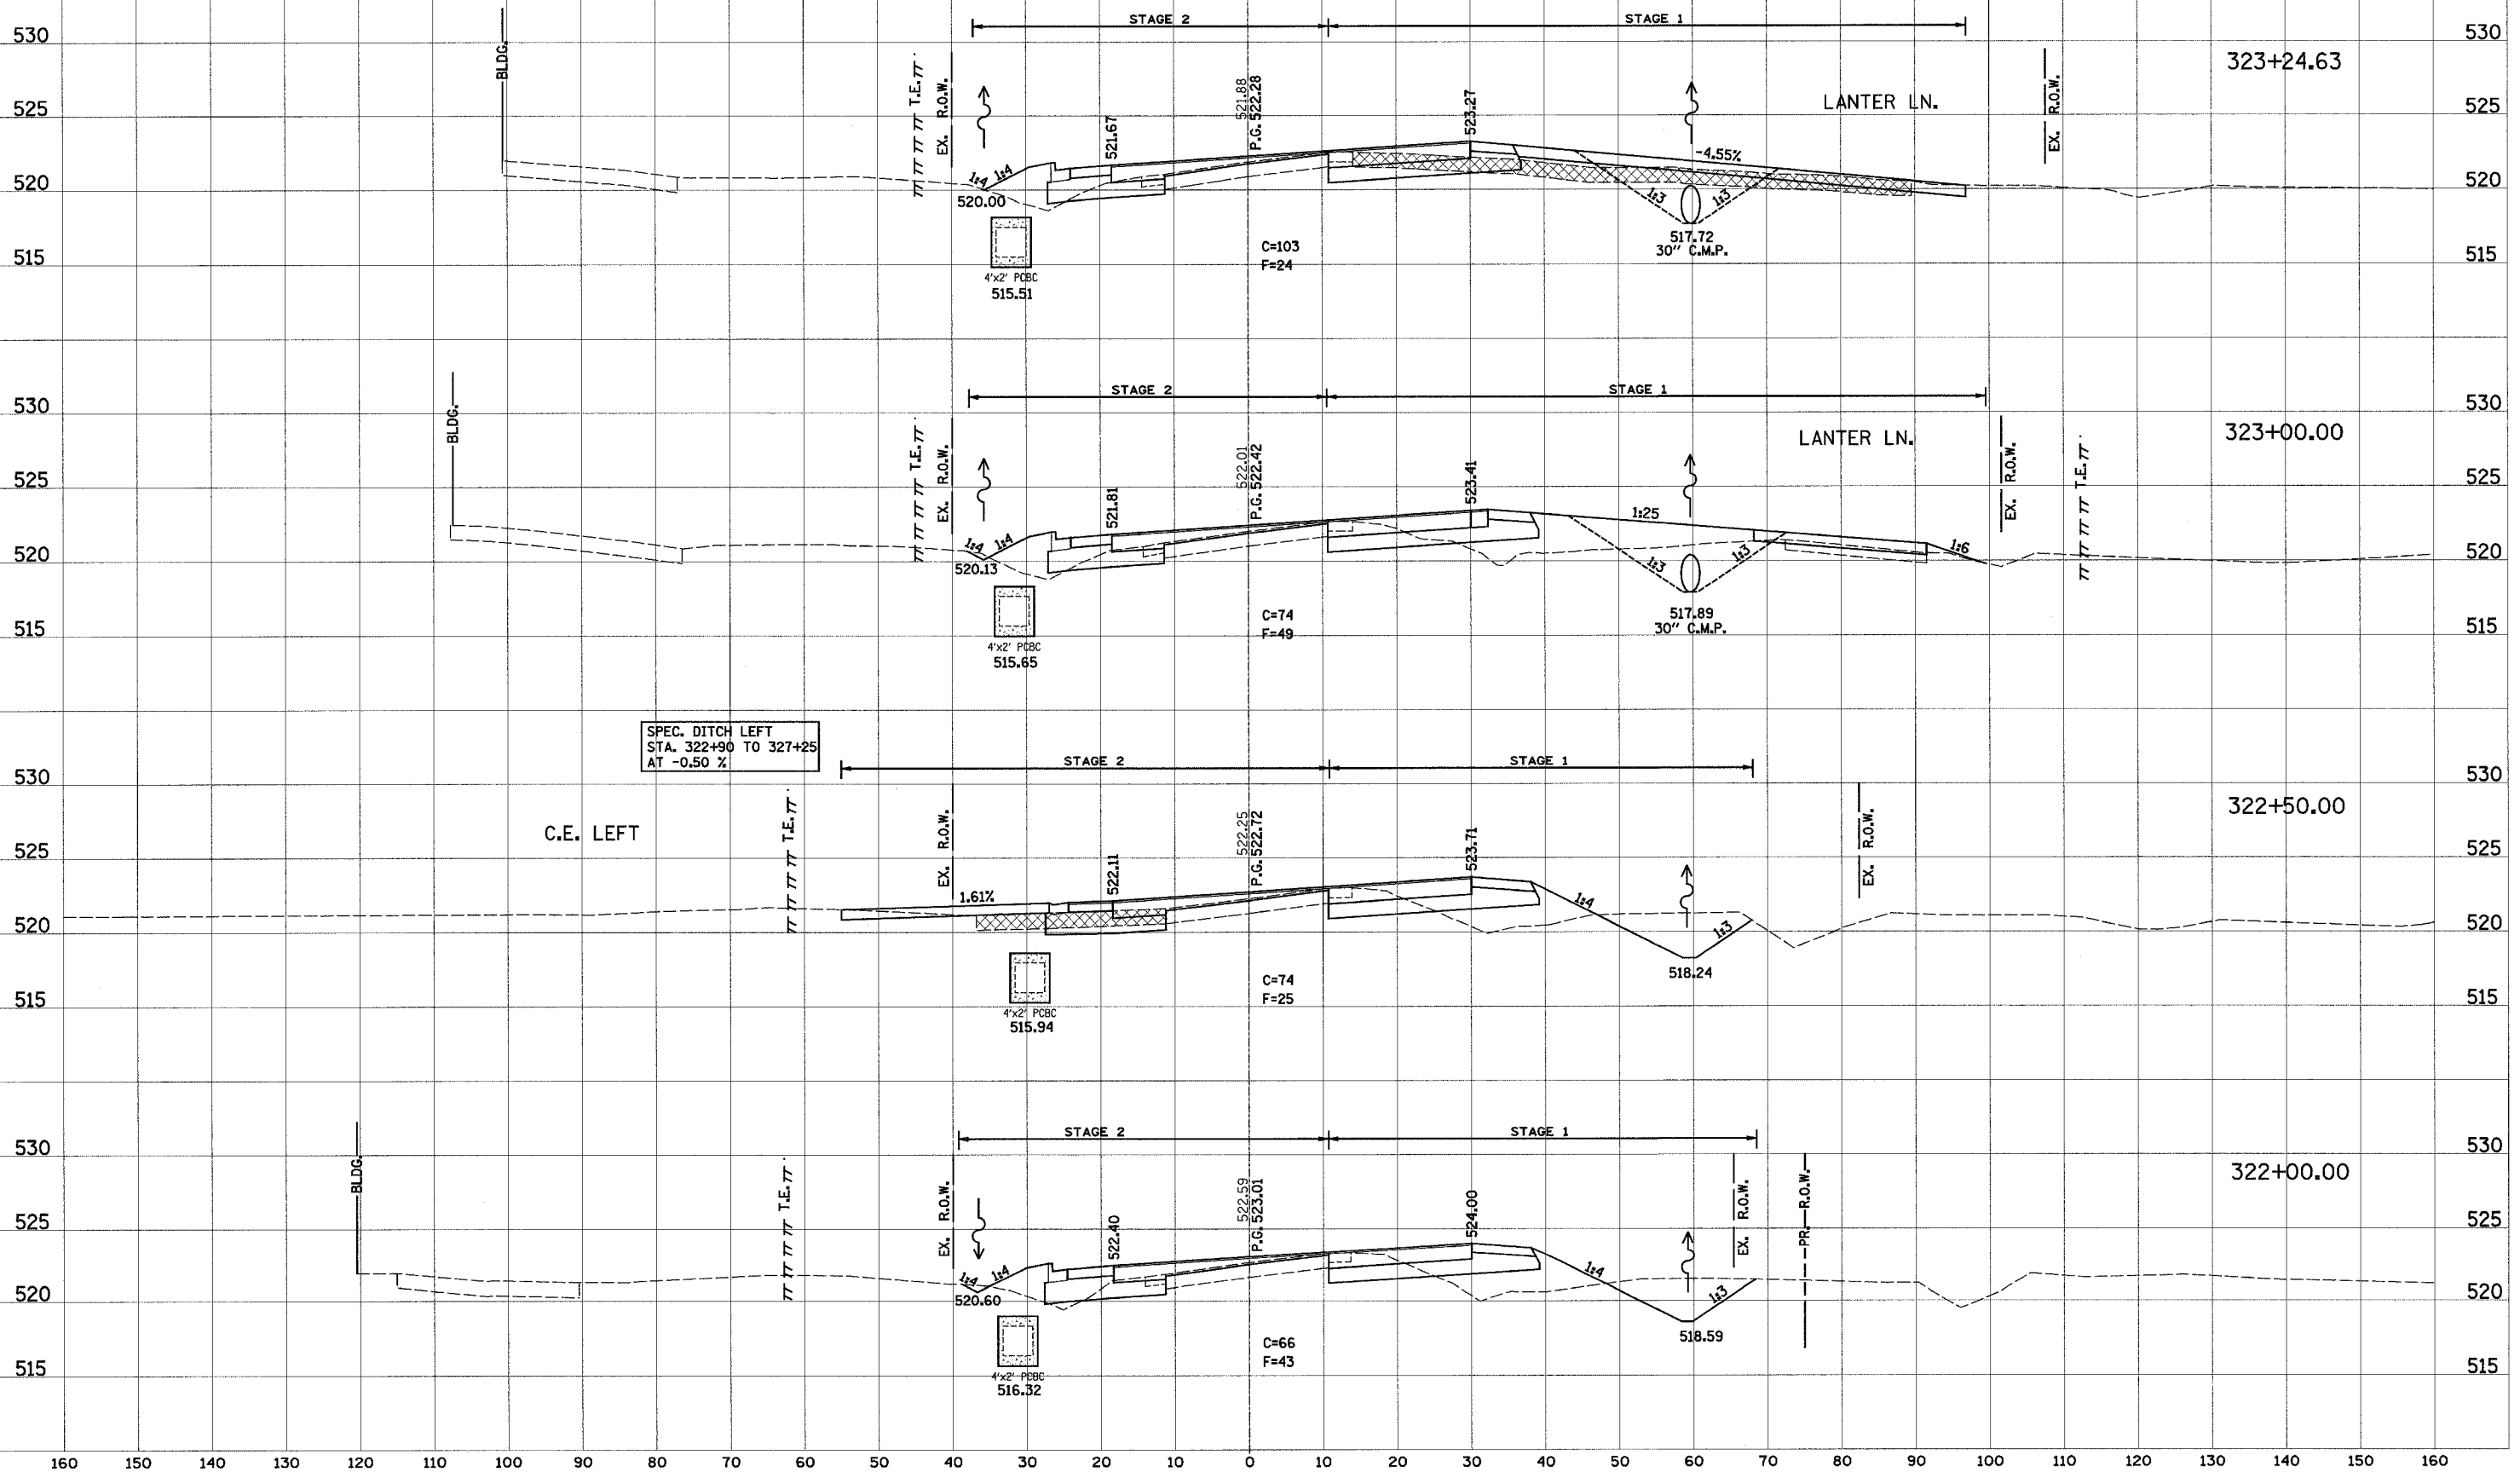 STAGE 2 STAGE 1
530 530
BLDG.
T.E.
EX. R.O.W.
521.67
521.88
P.G. 522.28
523.27
LANTER LN.
EX. R.O.W.
323+24.63
525 525
1:4 1:4
-4.55%
520 520
520.00
1:3 1:3
517.72
30" C.M.P.
C=103
F=24
515 515
4'x2' PCBC
515.51
STAGE 2 STAGE 1
530 530
BLDG.
T.E.
EX. R.O.W.
521.81
522.01
P.G. 522.42
523.41
LANTER LN.
EX. R.O.W.
T.E.
323+00.00
525 525
1:4 1:4
1:25
1:6
520 520
520.13
1:3 1:3
517.89
30" C.M.P.
C=74
F=49
515 515
4'x2' PCBC
515.65
SPEC. DITCH LEFT
STA. 322+90 TO 327+25
AT -0.50 %
STAGE 2 STAGE 1
530 530
C.E. LEFT
T.E.
EX. R.O.W.
522.11
522.25
P.G. 522.72
523.71
EX. R.O.W.
322+50.00
525 525
1.61%
1:4
1:3
520 520
518.24
C=74
F=25
515 515
4'x2' PCBC
515.94
STAGE 2 STAGE 1
530 530
BLDG.
T.E.
EX. R.O.W.
522.40
522.59
P.G. 523.01
524.00
EX. R.O.W.
PR. R.O.W.
322+00.00
525 525
1:4 1:4
1:4
1:3
520 520
520.60
518.59
C=66
F=43
515 515
4'x2' PCBC
516.32
160 150 140 130 120 110 100 90 80 70 60 50 40 30 20 10 0 10 20 30 40 50 60 70 80 90 100 110 120 130 140 150 160